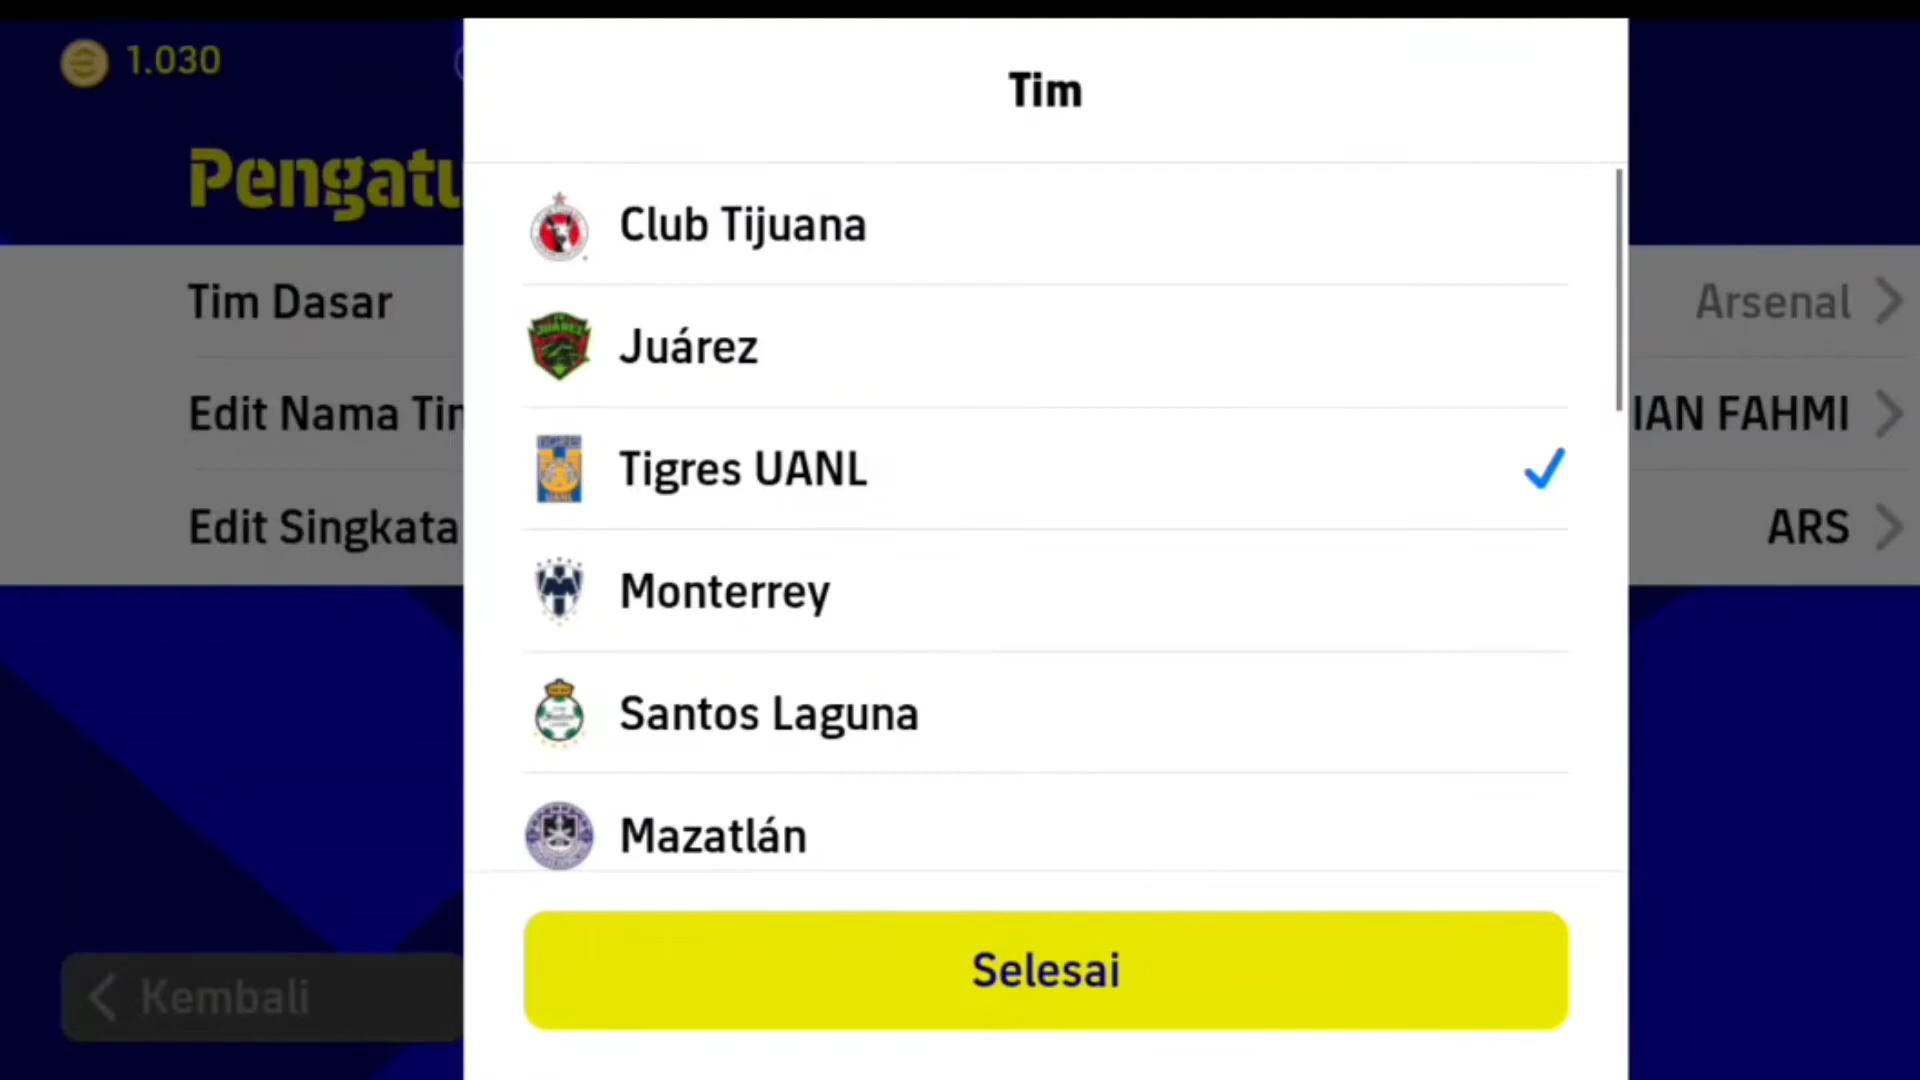 1.030
Tim
Pengatu
Club Tijuana
Tim Dasar
Arsenal
Juárez
Edit Nama Tim
IAN FAHMI
Tigres UANL
Edit Singkata
ARS
Monterrey
Santos Laguna
Mazatlán
Selesai
Kembali